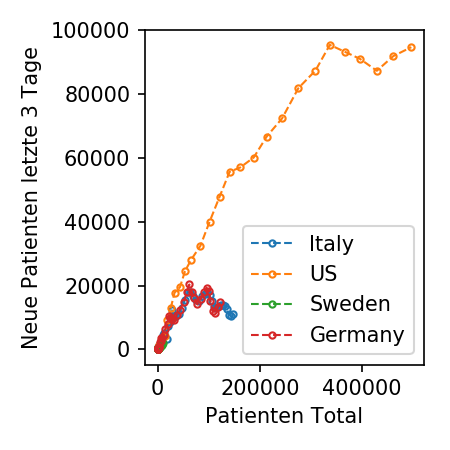 100000
80000
60000
40000
20000
0
Neue Patienten letzte 3 Tage
Italy
US
Sweden
Germany
0
200000
400000
Patienten Total